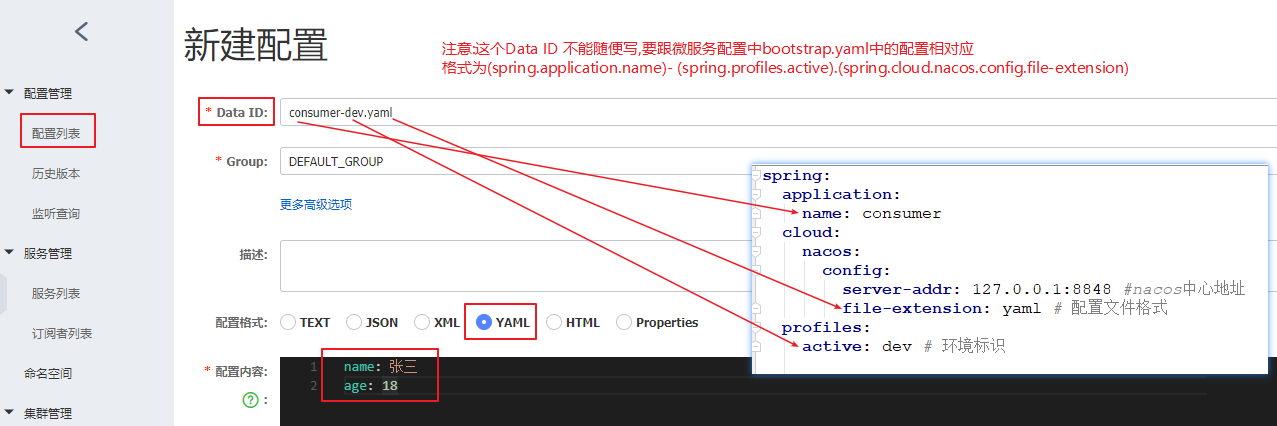 新建配置
注意:这个Data ID 不能随便写,要跟微服务配置中bootstrap.yaml中的配置相对应
格式为(spring.application.name)- (spring.profiles.active).(spring.cloud.nacos.config.file-extension)
配置管理
配置列表
历史版本
监听查询
服务管理
服务列表
订阅者列表
命名空间
集群管理
* Data ID: consumer-dev.yaml
* Group: DEFAULT_GROUP
更多高级选项
描述:
配置格式: TEXT JSON XML YAML HTML Properties
* 配置内容:
? :
1 name: 张三
2 age: 18
spring:
application:
name: consumer
cloud:
nacos:
config:
server-addr: 127.0.0.1:8848 #nacos中心地址
file-extension: yaml # 配置文件格式
profiles:
active: dev # 环境标识